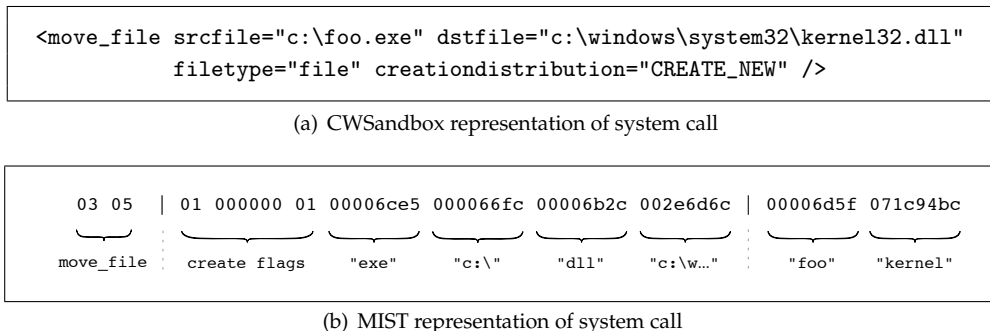 <move_file srcfile="c:\foo.exe" dstfile="c:\windows\system32\kernel32.dll"
filetype="file" creationdistribution="CREATE_NEW" />
(a) CWSandbox representation of system call
03 05 | 01 000000 01 00006ce5 000066fc 00006b2c 002e6d6c | 00006d5f 071c94bc
move_file create flags "exe" "c:\" "dll" "c:\w..." "foo" "kernel"
(b) MIST representation of system call